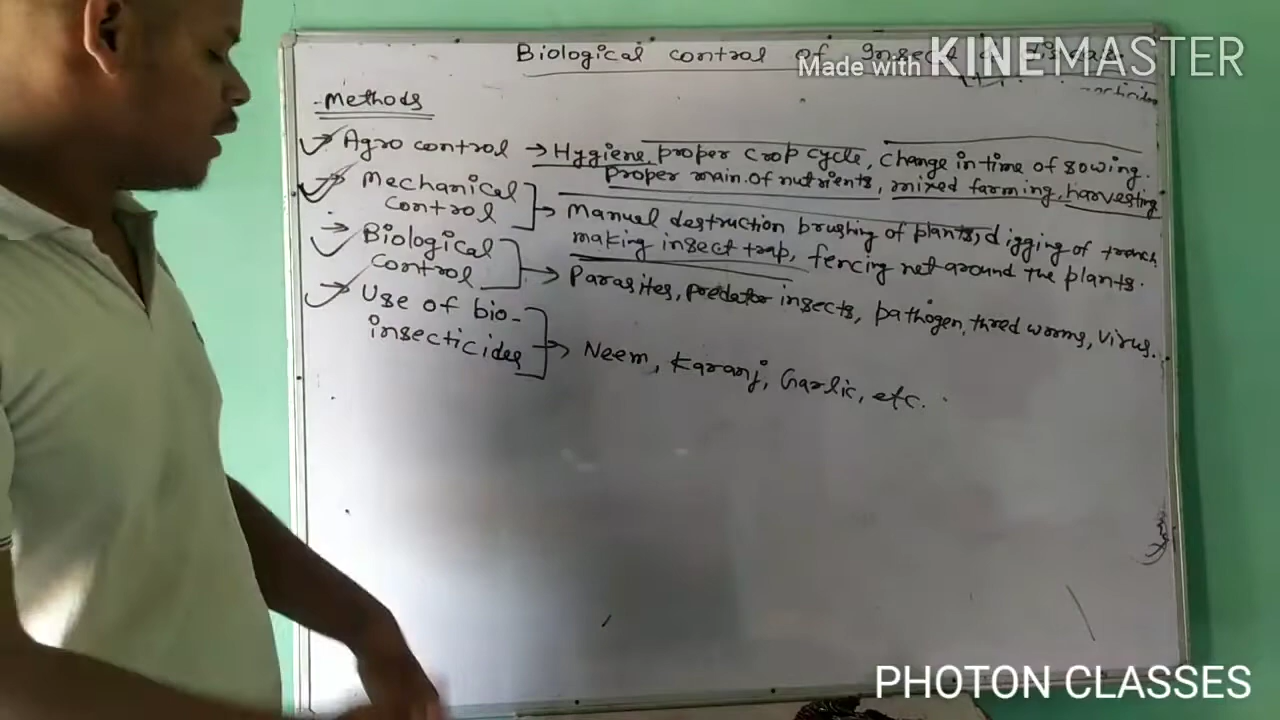 Biological control of Insect
Made with KINEMASTER
Methods
→ Agro control → Hygiene, proper crop cycle, change in time of sowing.
proper main. of nutrients, mixed farming, harvesting
→ Mechanical control → Manuel destruction brushing of plants, digging of trench
making insect trap, fencing net around the plants.
→ Biological control → Parasites, predator insects, pathogen, thred worms, virus..
→ Use of bio-insecticides → Neem, Karanj, Garlic, etc.
PHOTON CLASSES